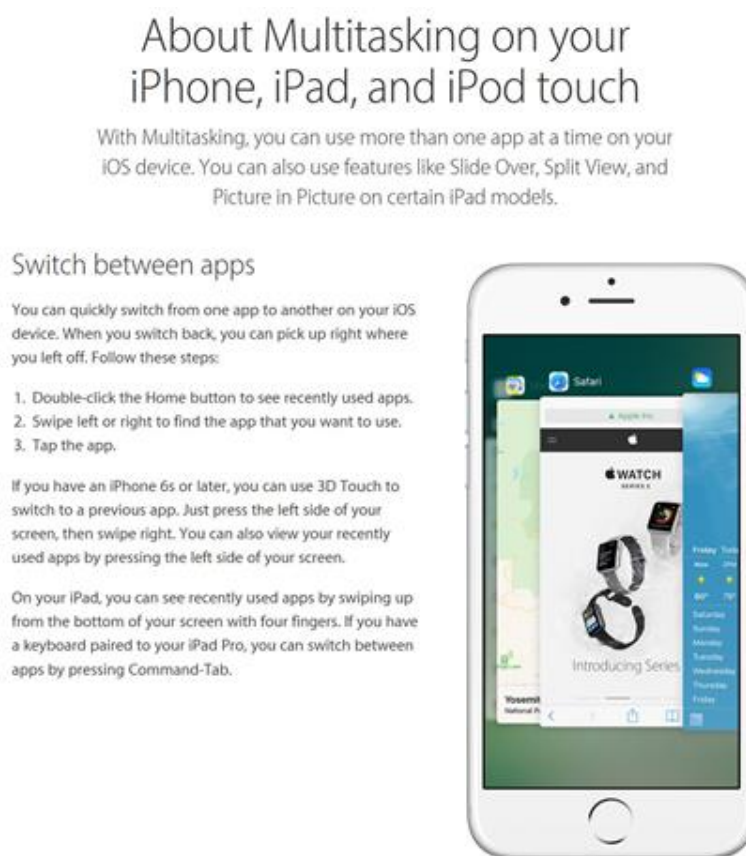 About Multitasking on your
iPhone, iPad, and iPod touch
With Multitasking, you can use more than one app at a time on your
iOS device. You can also use features like Slide Over, Split View, and
Picture in Picture on certain iPad models.
Switch between apps
You can quickly switch from one app to another on your iOS
device. When you switch back, you can pick up right where
you left off. Follow these steps:
1. Double-click the Home button to see recently used apps.
2. Swipe left or right to find the app that you want to use.
3. Tap the app.
If you have an iPhone 6s or later, you can use 3D Touch to
switch to a previous app. Just press the left side of your
screen, then swipe right. You can also view your recently
used apps by pressing the left side of your screen.
On your iPad, you can see recently used apps by swiping up
from the bottom of your screen with four fingers. If you have
a keyboard paired to your iPad Pro, you can switch between
apps by pressing Command-Tab.
Safari
Apple Inc.
WATCH
SERIES 2
Introducing Series
Yosemit
National P
Friday
Now
80°
Saturday
Sunday
Monday
Tuesday
Wednesday
Thursday
Friday